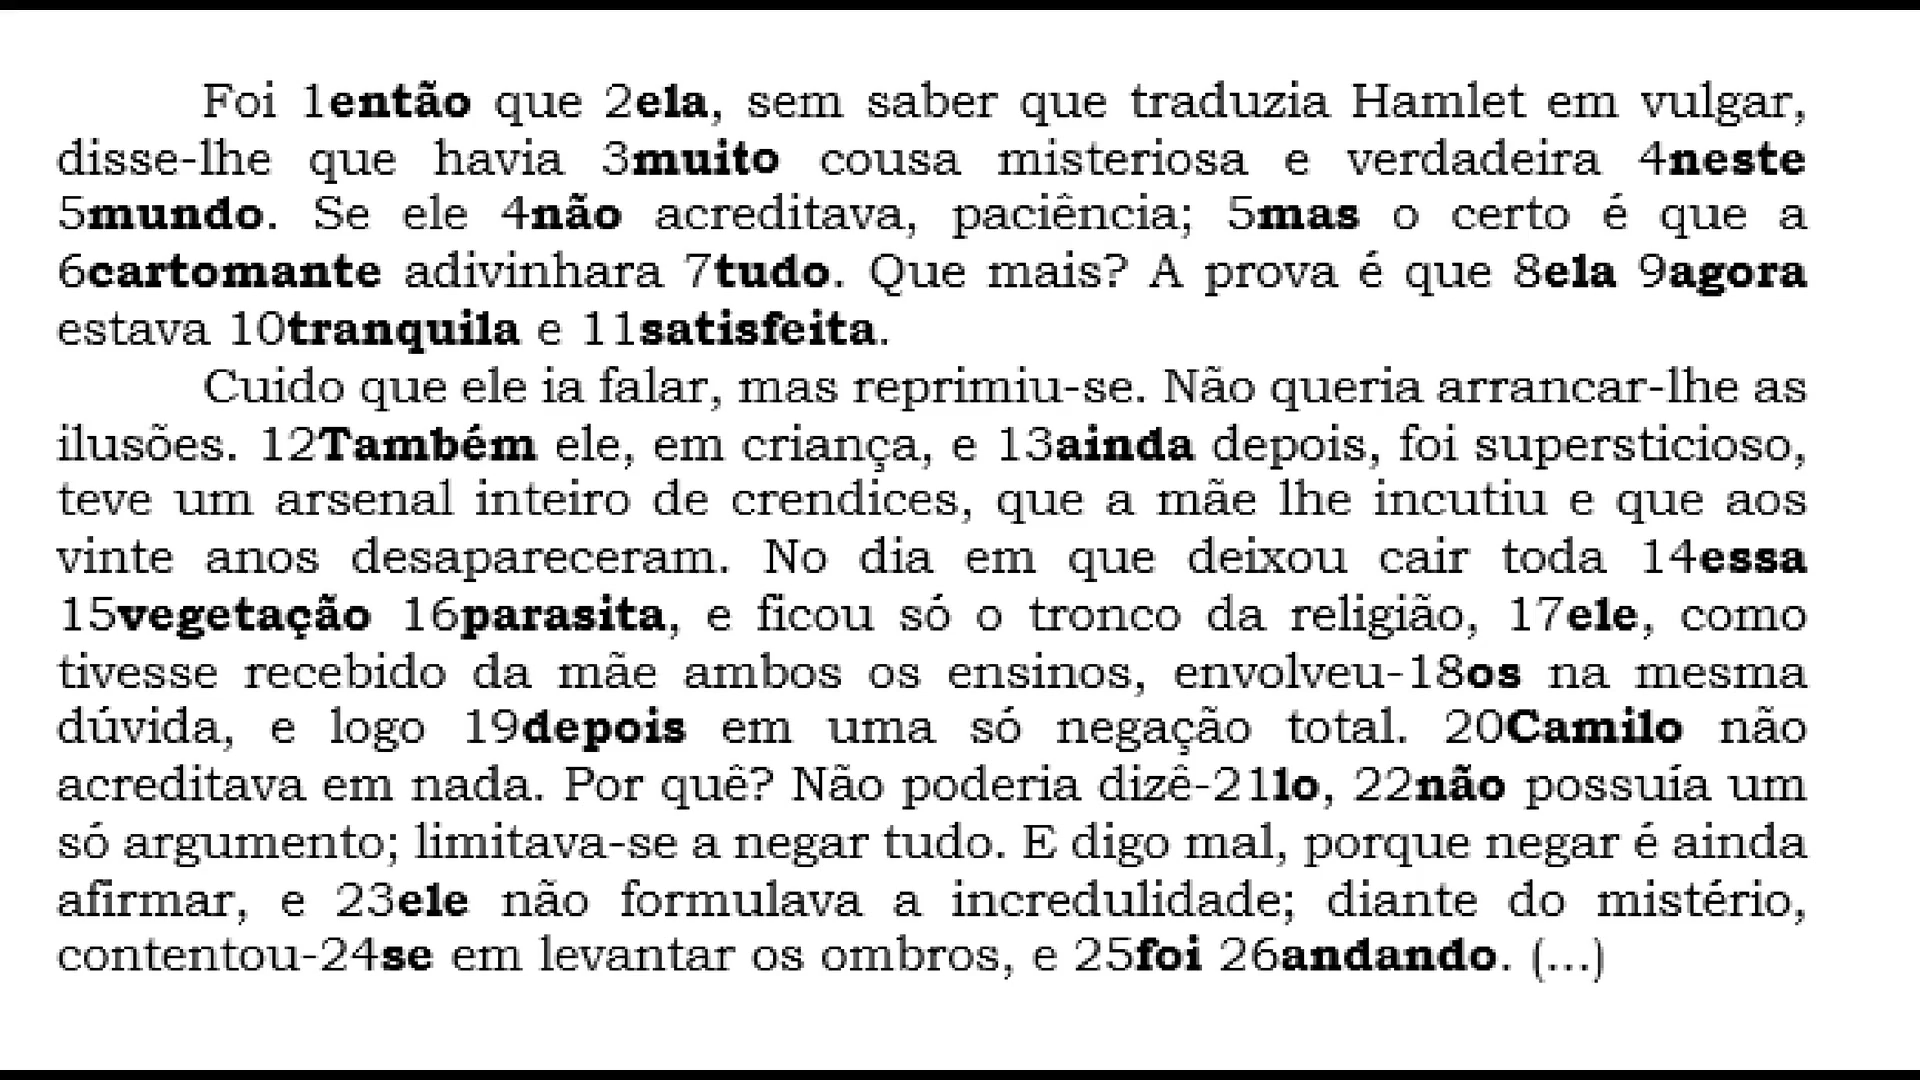 Foi 1então que 2ela, sem saber que traduzia Hamlet em vulgar,
disse-lhe que havia 3muito cousa misteriosa e verdadeira 4neste
5mundo. Se ele 4não acreditava, paciência; 5mas o certo é que a
6cartomante adivinhara 7tudo. Que mais? A prova é que 8ela 9agora
estava 10tranquila e 11satisfeita.
Cuido que ele ia falar, mas reprimiu-se. Não queria arrancar-lhe as
ilusões. 12Também ele, em criança, e 13ainda depois, foi supersticioso,
teve um arsenal inteiro de crendices, que a mãe lhe incutiu e que aos
vinte anos desapareceram. No dia em que deixou cair toda 14essa
15vegetação 16parasita, e ficou só o tronco da religião, 17ele, como
tivesse recebido da mãe ambos os ensinos, envolveu-18os na mesma
dúvida, e logo 19depois em uma só negação total. 20Camilo não
acreditava em nada. Por quê? Não poderia dizê-21lo, 22não possuía um
só argumento; limitava-se a negar tudo. E digo mal, porque negar é ainda
afirmar, e 23ele não formulava a incredulidade; diante do mistério,
contentou-24se em levantar os ombros, e 25foi 26andando. (...)